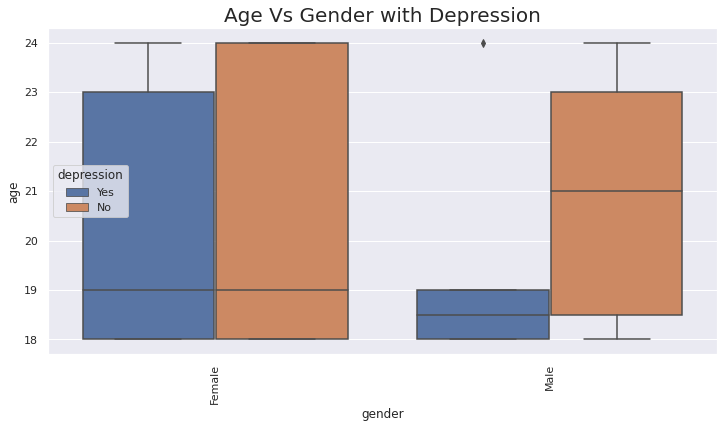 Age Vs Gender with Depression
age
24
23
22
21
20
19
18
depression
Yes
No
Female
Male
gender